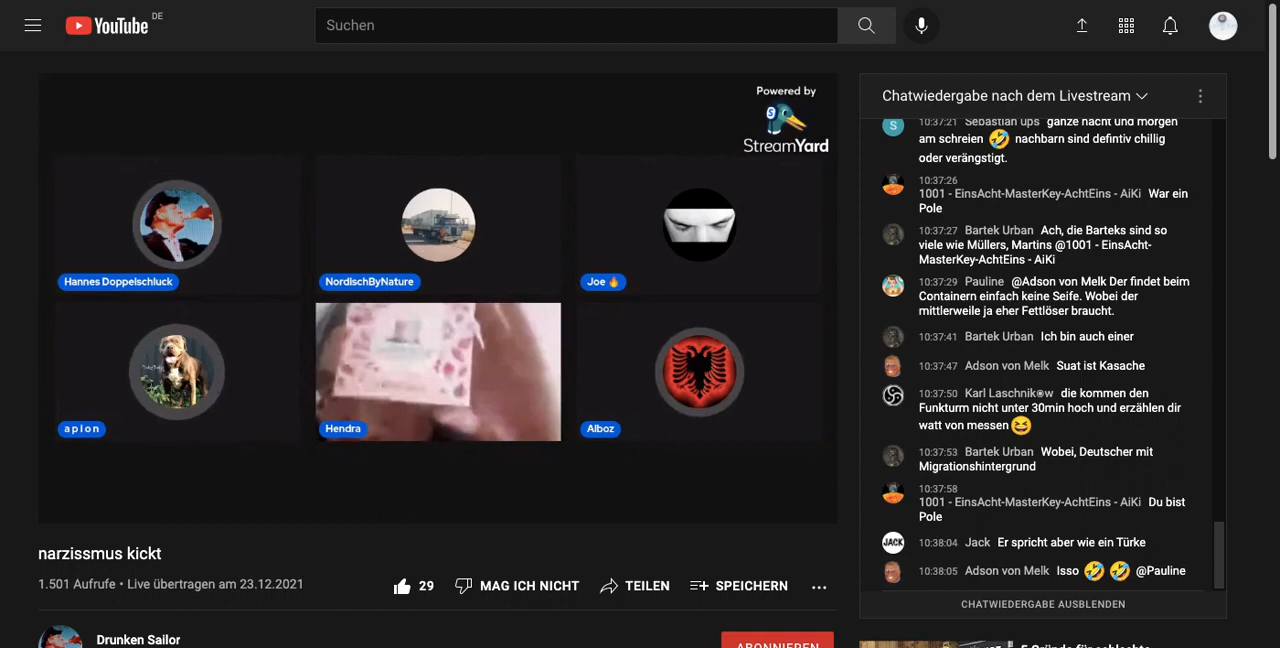 YouTube DE
Suchen
Powered by
StreamYard
Hannes Doppelschluck
NordischByNature
Joe 🔥
a p i o n
Hendra
Alboz
narzissmus kickt
1.501 Aufrufe • Live übertragen am 23.12.2021
29
MAG ICH NICHT
TEILEN
SPEICHERN
Drunken Sailor
ABONNIEREN
Chatwiedergabe nach dem Livestream
S
10:37:21 Sebastian Ups ganze nacht und morgen
am schreien 🤣 nachbarn sind defintiv chillig
oder verängstigt.
10:37:26
1001 - EinsAcht-MasterKey-AchtEins - AiKi War ein
Pole
10:37:27 Bartek Urban Ach, die Barteks sind so
viele wie Müllers, Martins @1001 - EinsAcht-
MasterKey-AchtEins - AiKi
10:37:29 Pauline @Adson von Melk Der findet beim
Containern einfach keine Seife. Wobei der
mittlerweile ja eher Fettlöser braucht.
10:37:41 Bartek Urban Ich bin auch einer
10:37:47 Adson von Melk Suat ist Kasache
10:37:50 Karl Laschnik⍟w die kommen den
Funkturm nicht unter 30min hoch und erzählen dir
watt von messen 😆
10:37:53 Bartek Urban Wobei, Deutscher mit
Migrationshintergrund
10:37:58
1001 - EinsAcht-MasterKey-AchtEins - AiKi Du bist
Pole
JACK
10:38:04 Jack Er spricht aber wie ein Türke
10:38:05 Adson von Melk Isso 🤣 🤣 @Pauline
CHATWIEDERGABE AUSBLENDEN
5 Gründe für schlechte